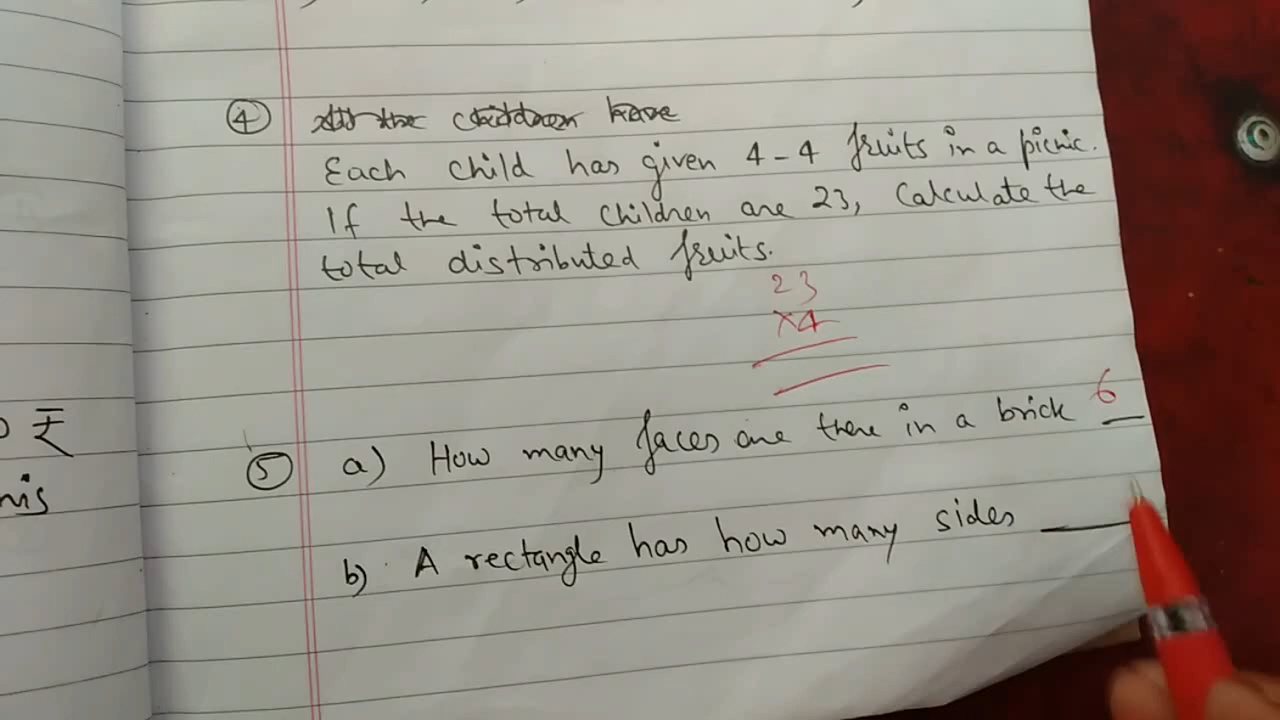 ④
Each child has given 4-4 fruits in a picnic.
If the total children are 23, Calculate the
total distributed fruits.
23
×4
⑤ a) How many faces are there in a brick 6
b) A rectangle has how many sides ____
₹